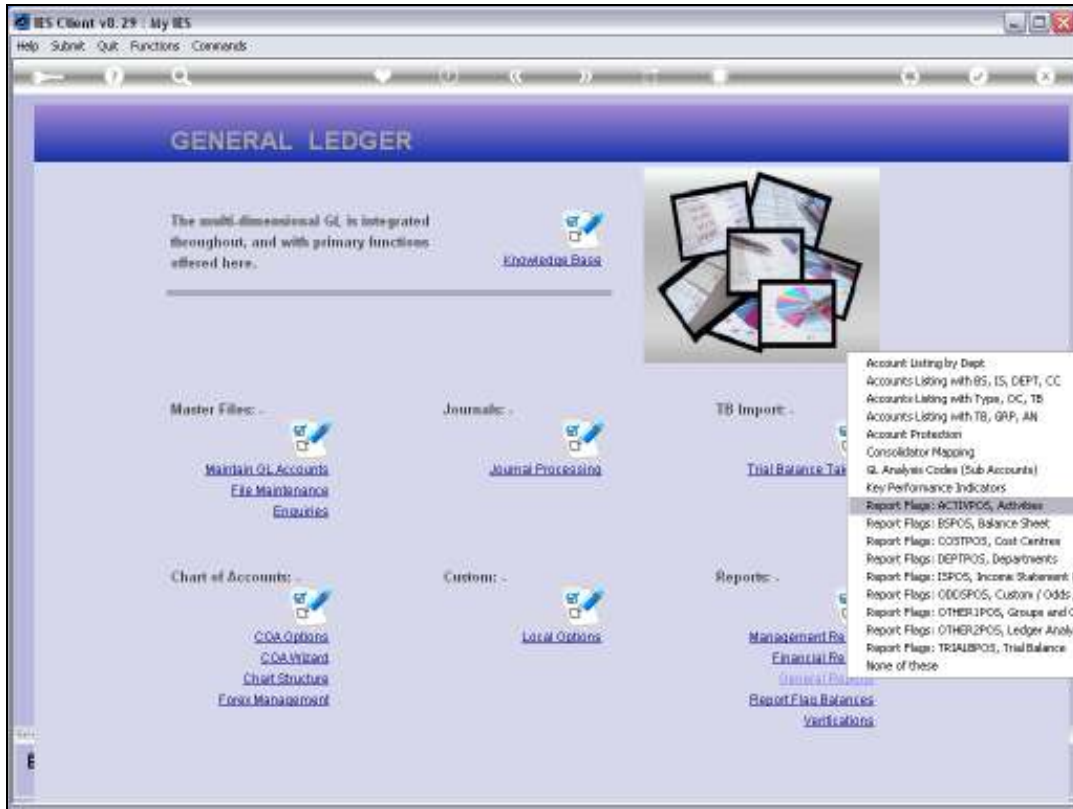 IES Client v8.29 : My IES
Help Submit Quit Functions Commands
GENERAL LEDGER
The multi-dimensional GL is integrated
throughout, and with primary functions
offered here.
Knowledge Base
Master Files: -
Journals: -
TB Import: -
Maintain GL Accounts
File Maintenance
Enquiries
Journal Processing
Trial Balance Tak
Chart of Accounts: -
Custom: -
Reports: -
COA Options
COA Wizard
Chart Structure
Forex Management
Local Options
Management Re
Financial Re
General Reports
Report Flag Balances
Verifications
Account Listing by Dept
Accounts Listing with BS, IS, DEPT, CC
Accounts Listing with Type, OC, TB
Accounts Listing with TB, GRP, AN
Account Protection
Consolidator Mapping
GL Analysis Codes (Sub Accounts)
Key Performance Indicators
Report Flags: ACTIVPOS, Activities
Report Flags: BSPOS, Balance Sheet
Report Flags: COSTPOS, Cost Centres
Report Flags: DEPTPOS, Departments
Report Flags: ISPOS, Income Statement
Report Flags: ODDSPOS, Custom / Odds
Report Flags: OTHER1POS, Groups and
Report Flags: OTHER2POS, Ledger Analy
Report Flags: TRIALBPOS, Trial Balance
None of these